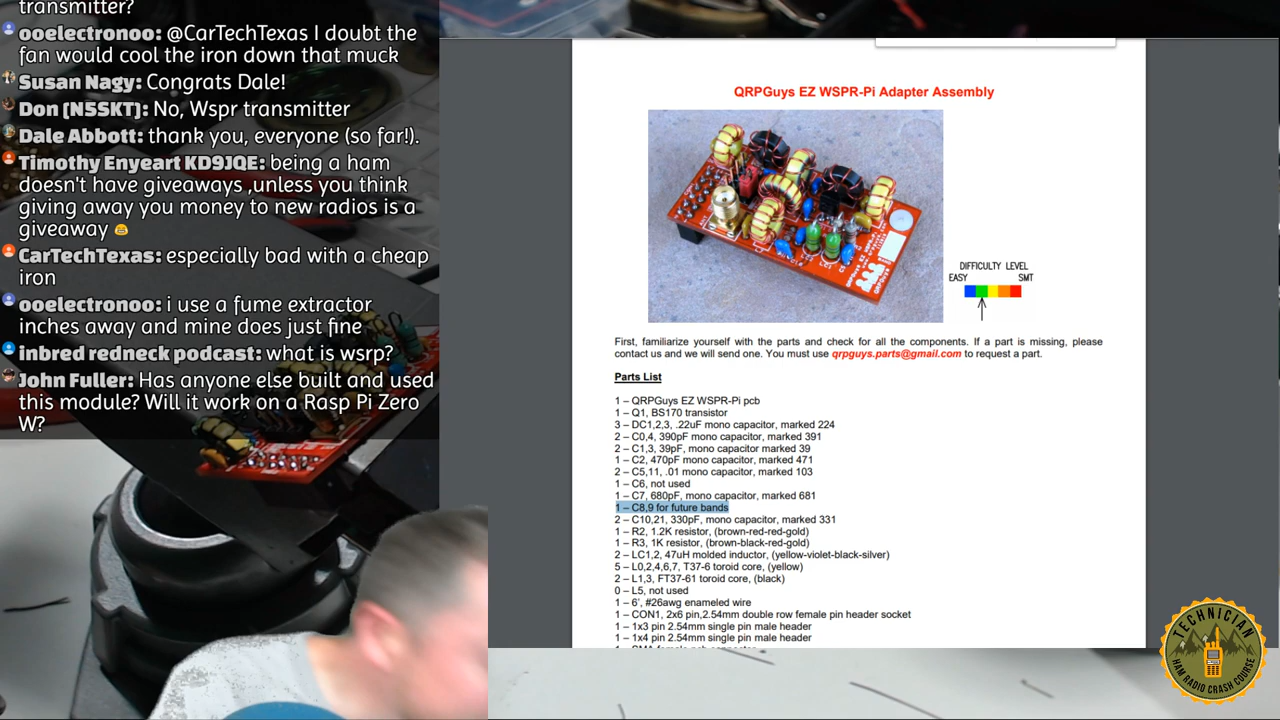 transmitter?
ooelectronoo: @CarTechTexas I doubt the
fan would cool the iron down that muck
Susan Nagy: Congrats Dale!
Don (N5SKT): No, Wspr transmitter
Dale Abbott: thank you, everyone (so far!).
Timothy Enyeart KD9JQE: being a ham
doesn't have giveaways ,unless you think
giving away you money to new radios is a
giveaway
CarTechTexas: especially bad with a cheap
iron
ooelectronoo: i use a fume extractor
inches away and mine does just fine
inbred redneck podcast: what is wsrp?
John Fuller: Has anyone else built and used
this module? Will it work on a Rasp Pi Zero
W?
QRPGuys EZ WSPR-Pi Adapter Assembly
DIFFICULTY LEVEL
EASY SMT
First, familiarize yourself with the parts and check for all the components. If a part is missing, please
contact us and we will send one. You must use qrpguys.parts@gmail.com to request a part.
Parts List
1 – QRPGuys EZ WSPR-Pi pcb
1 – Q1, BS170 transistor
3 – DC1,2,3, .22uF mono capacitor, marked 224
2 – C0,4, 390pF mono capacitor, marked 391
2 – C1,3, 39pF, mono capacitor, marked 39
1 – C2, 470pF mono capacitor, marked 471
2 – C5,11, .01 mono capacitor, marked 103
1 – C6, not used
1 – C7, 680pF, mono capacitor, marked 681
1 – C8,9 for future bands
2 – C10,21, 330pF, mono capacitor, marked 331
1 – R2, 1.2K resistor, (brown-red-red-gold)
1 – R3, 1K resistor, (brown-black-red-gold)
2 – LC1,2, 47uH molded inductor, (yellow-violet-black-silver)
5 – L0,2,4,6,7, T37-6 toroid core, (yellow)
2 – L1,3, FT37-61 toroid core, (black)
0 – L5, not used
1 – 6', #26awg enameled wire
1 – CON1, 2x6 pin,2.54mm double row female pin header socket
1 – 1x3 pin 2.54mm single pin male header
1 – 1x4 pin 2.54mm single pin male header
TECHNICIAN
HAM RADIO CRASH COURSE